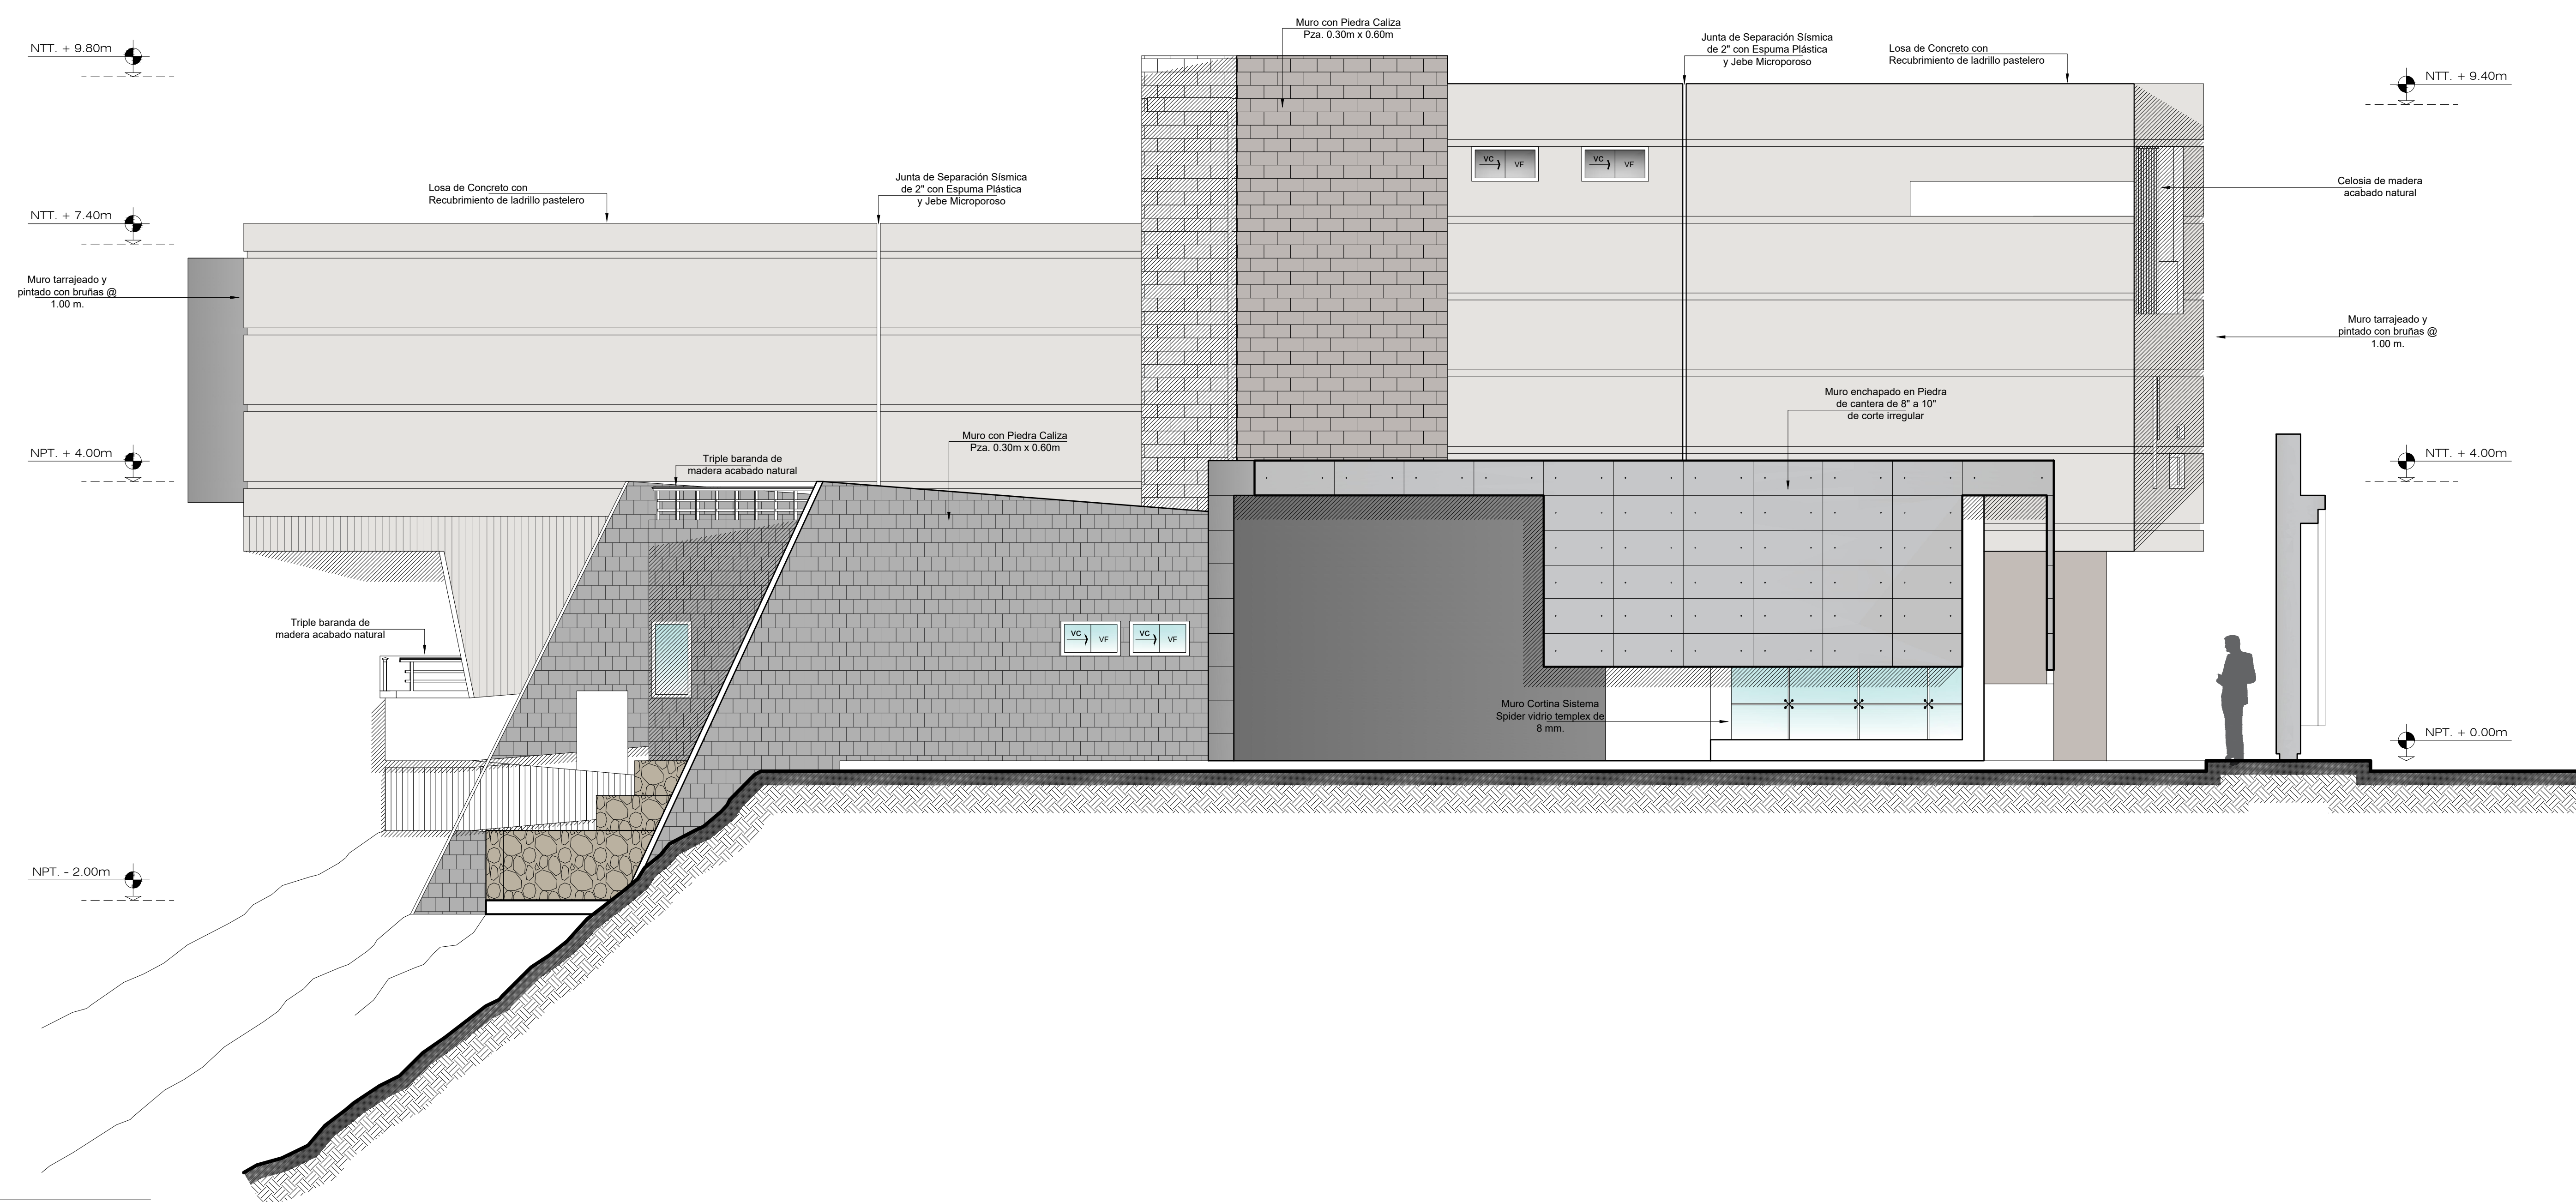 Muro con Piedra Caliza
Pza. 0.30m x 0.60m
NTT. + 9.80m
Junta de Separación Sísmica
de 2" con Espuma Plástica
y Jebe Microporoso
Losa de Concreto con
Recubrimiento de ladrillo pastelero
NTT. + 9.40m
VC
VF
VC
VF
Celosia de madera
acabado natural
Losa de Concreto con
Recubrimiento de ladrillo pastelero
Junta de Separación Sísmica
de 2" con Espuma Plástica
y Jebe Microporoso
NTT. + 7.40m
Muro tarrajeado y
pintado con bruñas @
1.00 m.
Muro tarrajeado y
pintado con bruñas @
1.00 m.
Muro enchapado en Piedra
de cantera de 8" a 10"
de corte irregular
Muro con Piedra Caliza
Pza. 0.30m x 0.60m
NPT. + 4.00m
Triple baranda de
madera acabado natural
NTT. + 4.00m
Triple baranda de
madera acabado natural
VC
VF
VC
VF
Muro Cortina Sistema
Spider vidrio templex de
8 mm.
NPT. + 0.00m
NPT. - 2.00m